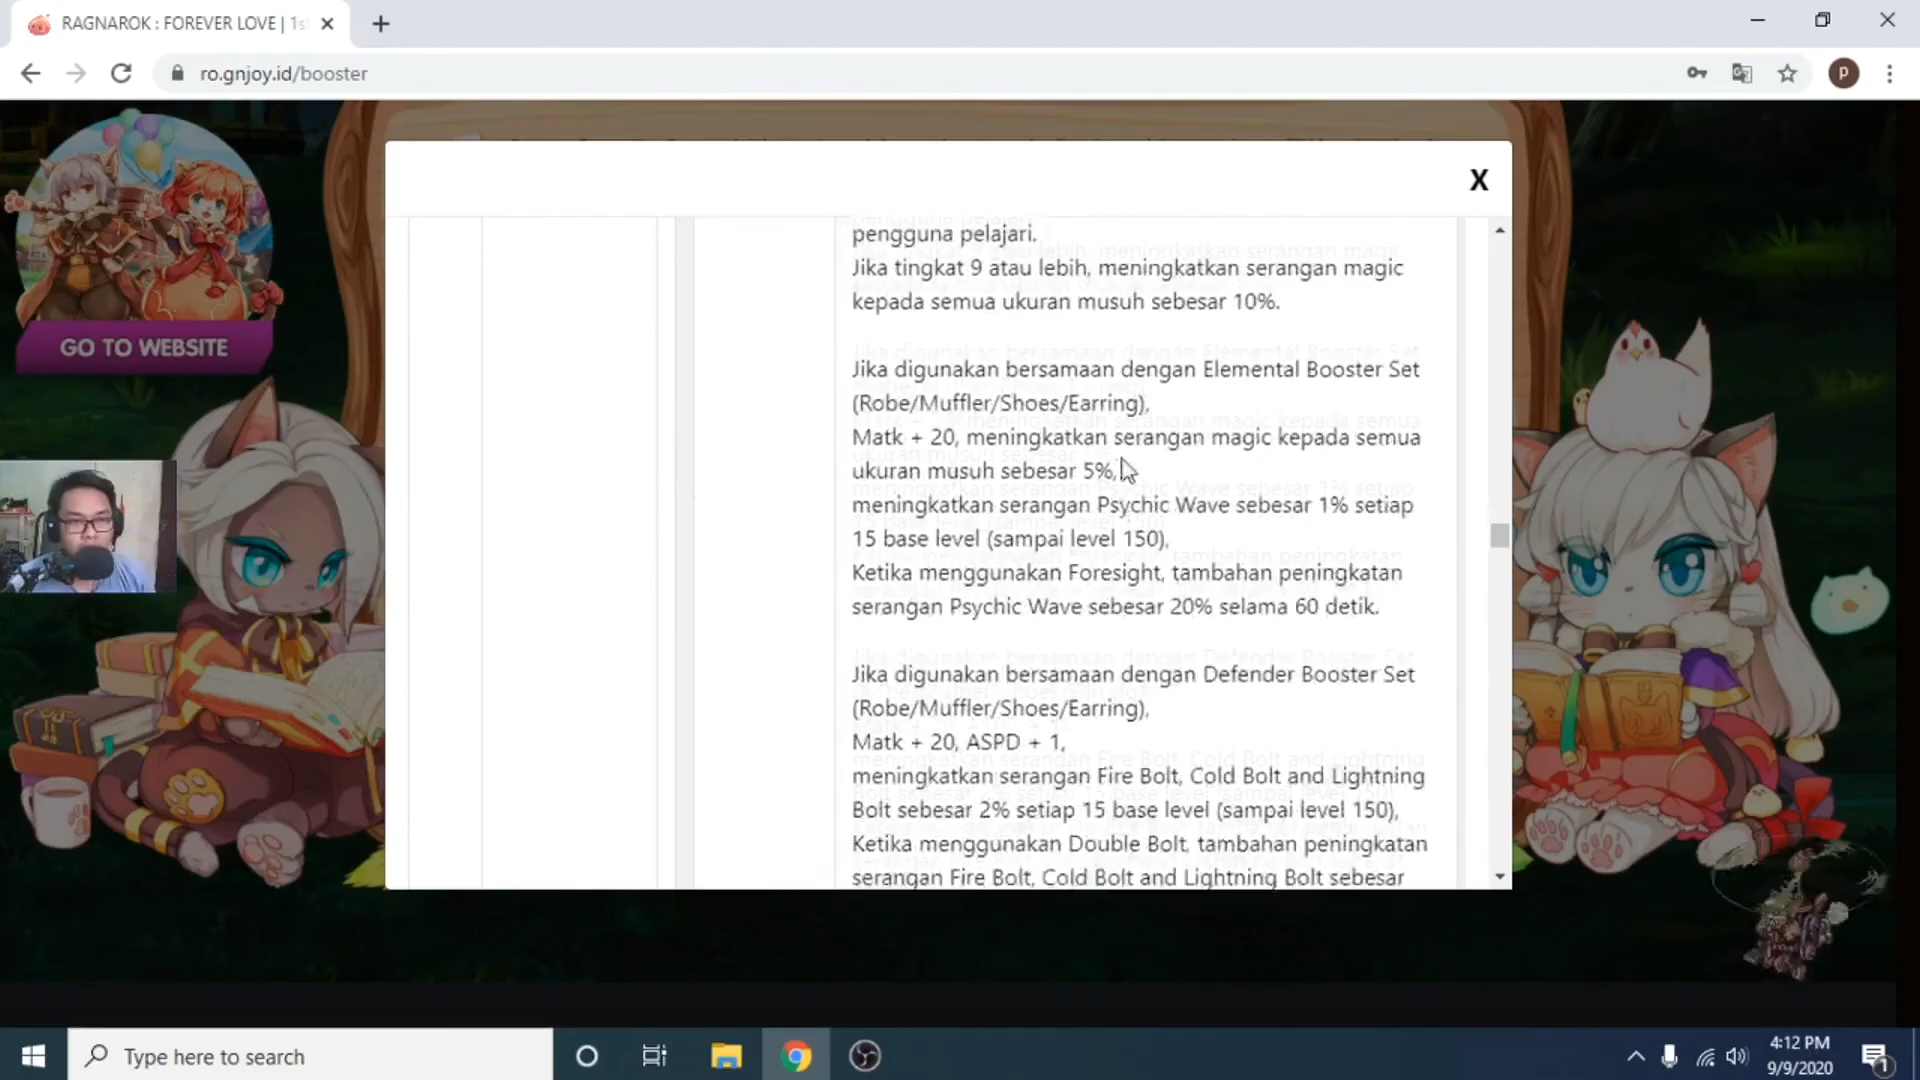 RAGNAROK : FOREVER LOVE | 1s
ro.gnjoy.id/booster
P
X
GO TO WEBSITE
pengguna pelajari.
Jika tingkat 9 atau lebih, meningkatkan serangan magic
kepada semua ukuran musuh sebesar 10%.
Jika digunakan bersamaan dengan Elemental Booster Set
(Robe/Muffler/Shoes/Earring),
Matk + 20, meningkatkan serangan magic kepada semua
ukuran musuh sebesar 5%,
meningkatkan serangan Psychic Wave sebesar 1% setiap
15 base level (sampai level 150),
Ketika menggunakan Foresight, tambahan peningkatan
serangan Psychic Wave sebesar 20% selama 60 detik.
Jika digunakan bersamaan dengan Defender Booster Set
(Robe/Muffler/Shoes/Earring),
Matk + 20, ASPD + 1,
meningkatkan serangan Fire Bolt, Cold Bolt and Lightning
Bolt sebesar 2% setiap 15 base level (sampai level 150),
Ketika menggunakan Double Bolt, tambahan peningkatan
serangan Fire Bolt, Cold Bolt and Lightning Bolt sebesar
Type here to search
4:12 PM
9/9/2020
1